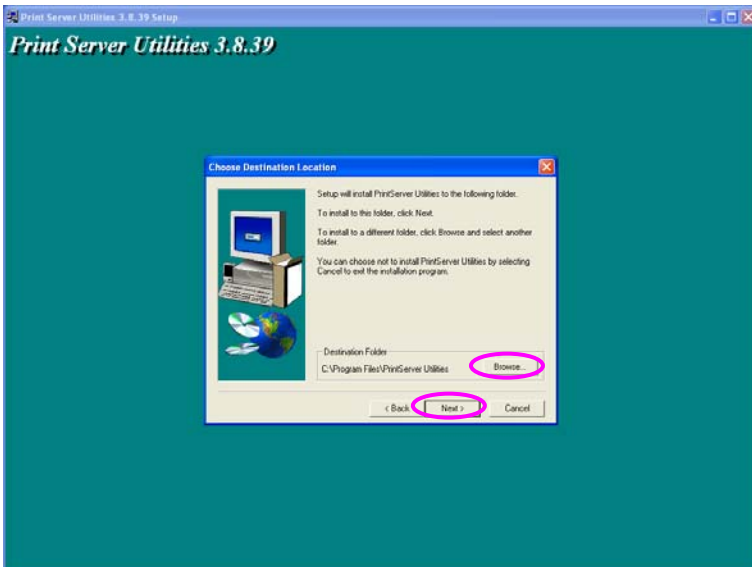 Print Server Utilities 3.8.39 Setup
Print Server Utilities 3.8.39
Choose Destination Location
Setup will install PrintServer Utilities to the following folder.
To install to this folder, click Next.
To install to a different folder, click Browse and select another
folder.
You can choose not to install PrintServer Utilities by selecting
Cancel to exit the installation program.
Destination Folder
C:\Program Files\PrintServer Utilities
Browse...
< Back
Next >
Cancel